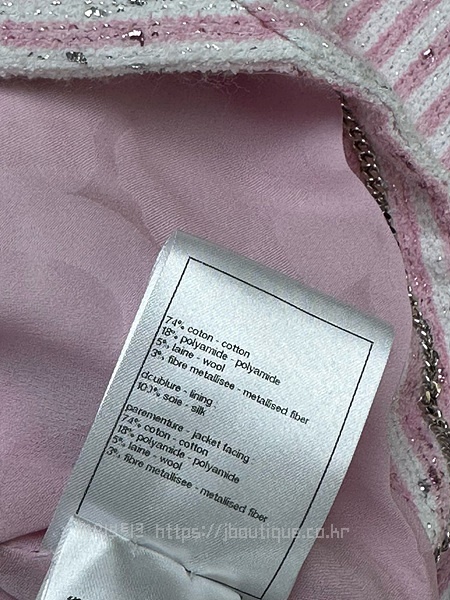 74% coton - cotton
18% polyamide - polyamide
5% laine - wool
3% fibre metallisee - metallised fiber
doublure - lining
100% soie - silk
parementure - jacket facing
74% coton - cotton
18% polyamide - polyamide
5% laine - wool
3% fibre metallisee - metallised fiber
https://jboutique.co.kr